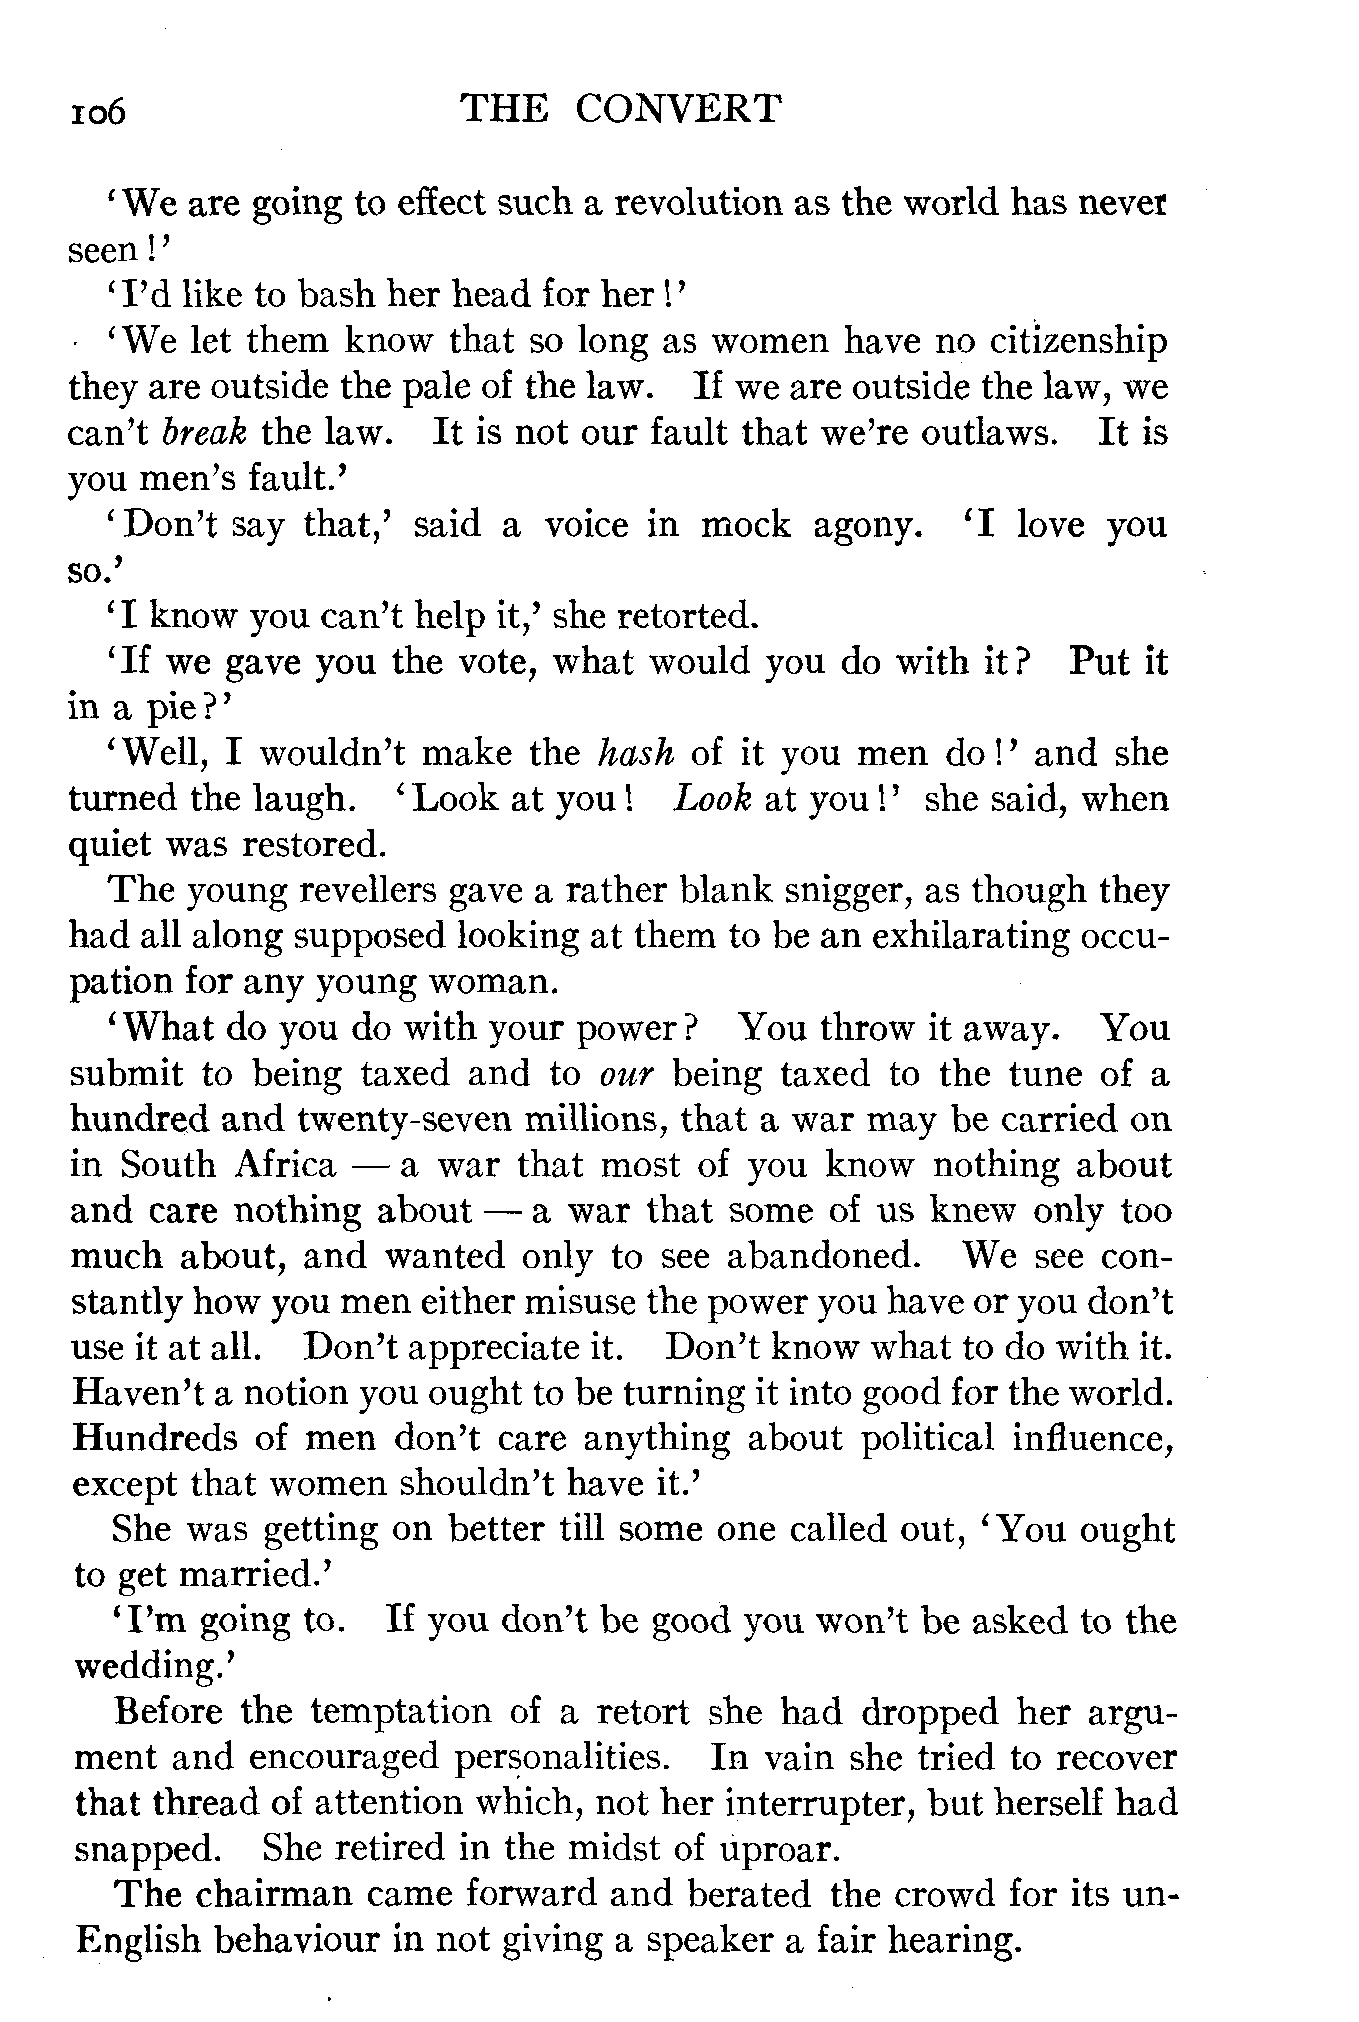 106 THE CONVERT
‘We are going to effect such a revolution as the world has never
seen!’
‘I’d like to bash her head for her!’
‘We let them know that so long as women have no citizenship
they are outside the pale of the law. If we are outside the law, we
can’t break the law. It is not our fault that we’re outlaws. It is
you men’s fault.’
‘Don’t say that,’ said a voice in mock agony. ‘I love you
so.’
‘I know you can’t help it,’ she retorted.
‘If we gave you the vote, what would you do with it? Put it
in a pie?’
‘Well, I wouldn’t make the hash of it you men do!’ and she
turned the laugh. ‘Look at you! Look at you!’ she said, when
quiet was restored.
The young revellers gave a rather blank snigger, as though they
had all along supposed looking at them to be an exhilarating occu-
pation for any young woman.
‘What do you do with your power? You throw it away. You
submit to being taxed and to our being taxed to the tune of a
hundred and twenty-seven millions, that a war may be carried on
in South Africa — a war that most of you know nothing about
and care nothing about — a war that some of us knew only too
much about, and wanted only to see abandoned. We see con-
stantly how you men either misuse the power you have or you don’t
use it at all. Don’t appreciate it. Don’t know what to do with it.
Haven’t a notion you ought to be turning it into good for the world.
Hundreds of men don’t care anything about political influence,
except that women shouldn’t have it.’
She was getting on better till some one called out, ‘You ought
to get married.’
‘I’m going to. If you don’t be good you won’t be asked to the
wedding.’
Before the temptation of a retort she had dropped her argu-
ment and encouraged personalities. In vain she tried to recover
that thread of attention which, not her interrupter, but herself had
snapped. She retired in the midst of uproar.
The chairman came forward and berated the crowd for its un-
English behaviour in not giving a speaker a fair hearing.